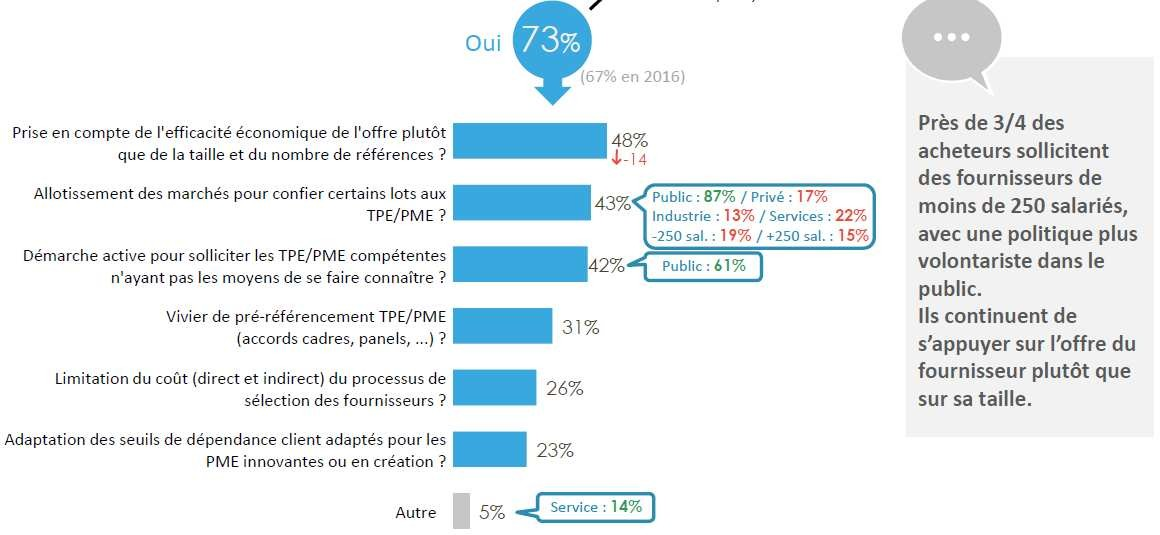 Oui 73%
(67% en 2016)
Prise en compte de l'efficacité économique de l'offre plutôt
que de la taille et du nombre de références ?
48%
↓-14
Allotissement des marchés pour confier certains lots aux
TPE/PME ?
43%
Public : 87% / Privé : 17%
Industrie : 13% / Services : 22%
-250 sal. : 19% / +250 sal. : 15%
Démarche active pour solliciter les TPE/PME compétentes
n'ayant pas les moyens de se faire connaître ?
42%
Public : 61%
Vivier de pré-référencement TPE/PME
(accords cadres, panels, ...) ?
31%
Limitation du coût (direct et indirect) du processus de
sélection des fournisseurs ?
26%
Adaptation des seuils de dépendance client adaptés pour les
PME innovantes ou en création ?
23%
Autre
5%
Service : 14%
Près de 3/4 des
acheteurs sollicitent
des fournisseurs de
moins de 250 salariés,
avec une politique plus
volontariste dans le
public.
Ils continuent de
s’appuyer sur l’offre du
fournisseur plutôt que
sur sa taille.